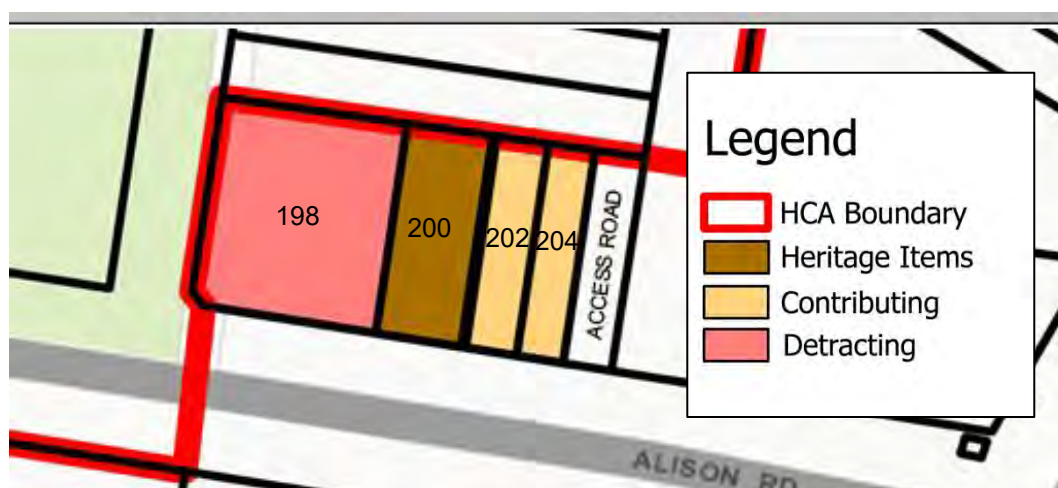 198
200
202
204
ACCESS ROAD
ALISON RD
Legend
HCA Boundary
Heritage Items
Contributing
Detracting